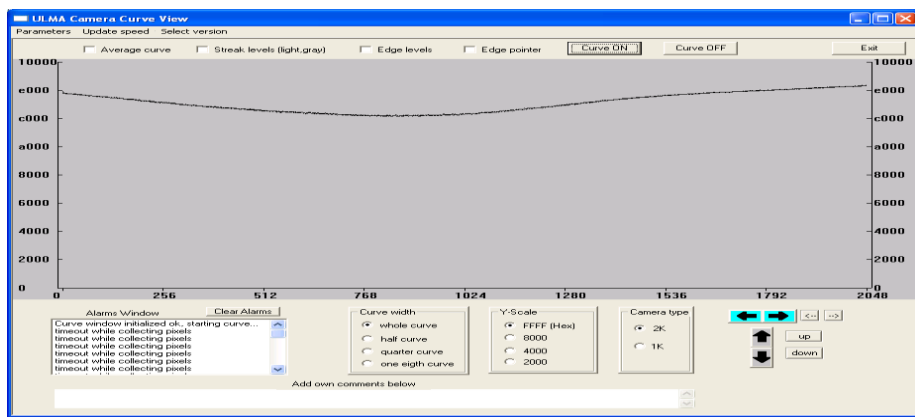 ULMA Camera Curve View
Parameters Update speed Select version
Average curve Streak levels (light,gray) Edge levels Edge pointer Curve ON Curve OFF Exit
10000 10000
e000 e000
c000 c000
a000 a000
8000 8000
6000 6000
4000 4000
2000 2000
0 0
0 256 512 768 1024 1280 1536 1792 2048
Alarms Window Clear Alarms
Curve window initialized ok, starting curve...
timeout while collecting pixels
timeout while collecting pixels
timeout while collecting pixels
timeout while collecting pixels
timeout while collecting pixels
Curve width
whole curve
half curve
quarter curve
one eigth curve
Y-Scale
FFFF (Hex)
8000
4000
2000
Camera type
2K
1K
<-- -->
up
down
Add own comments below